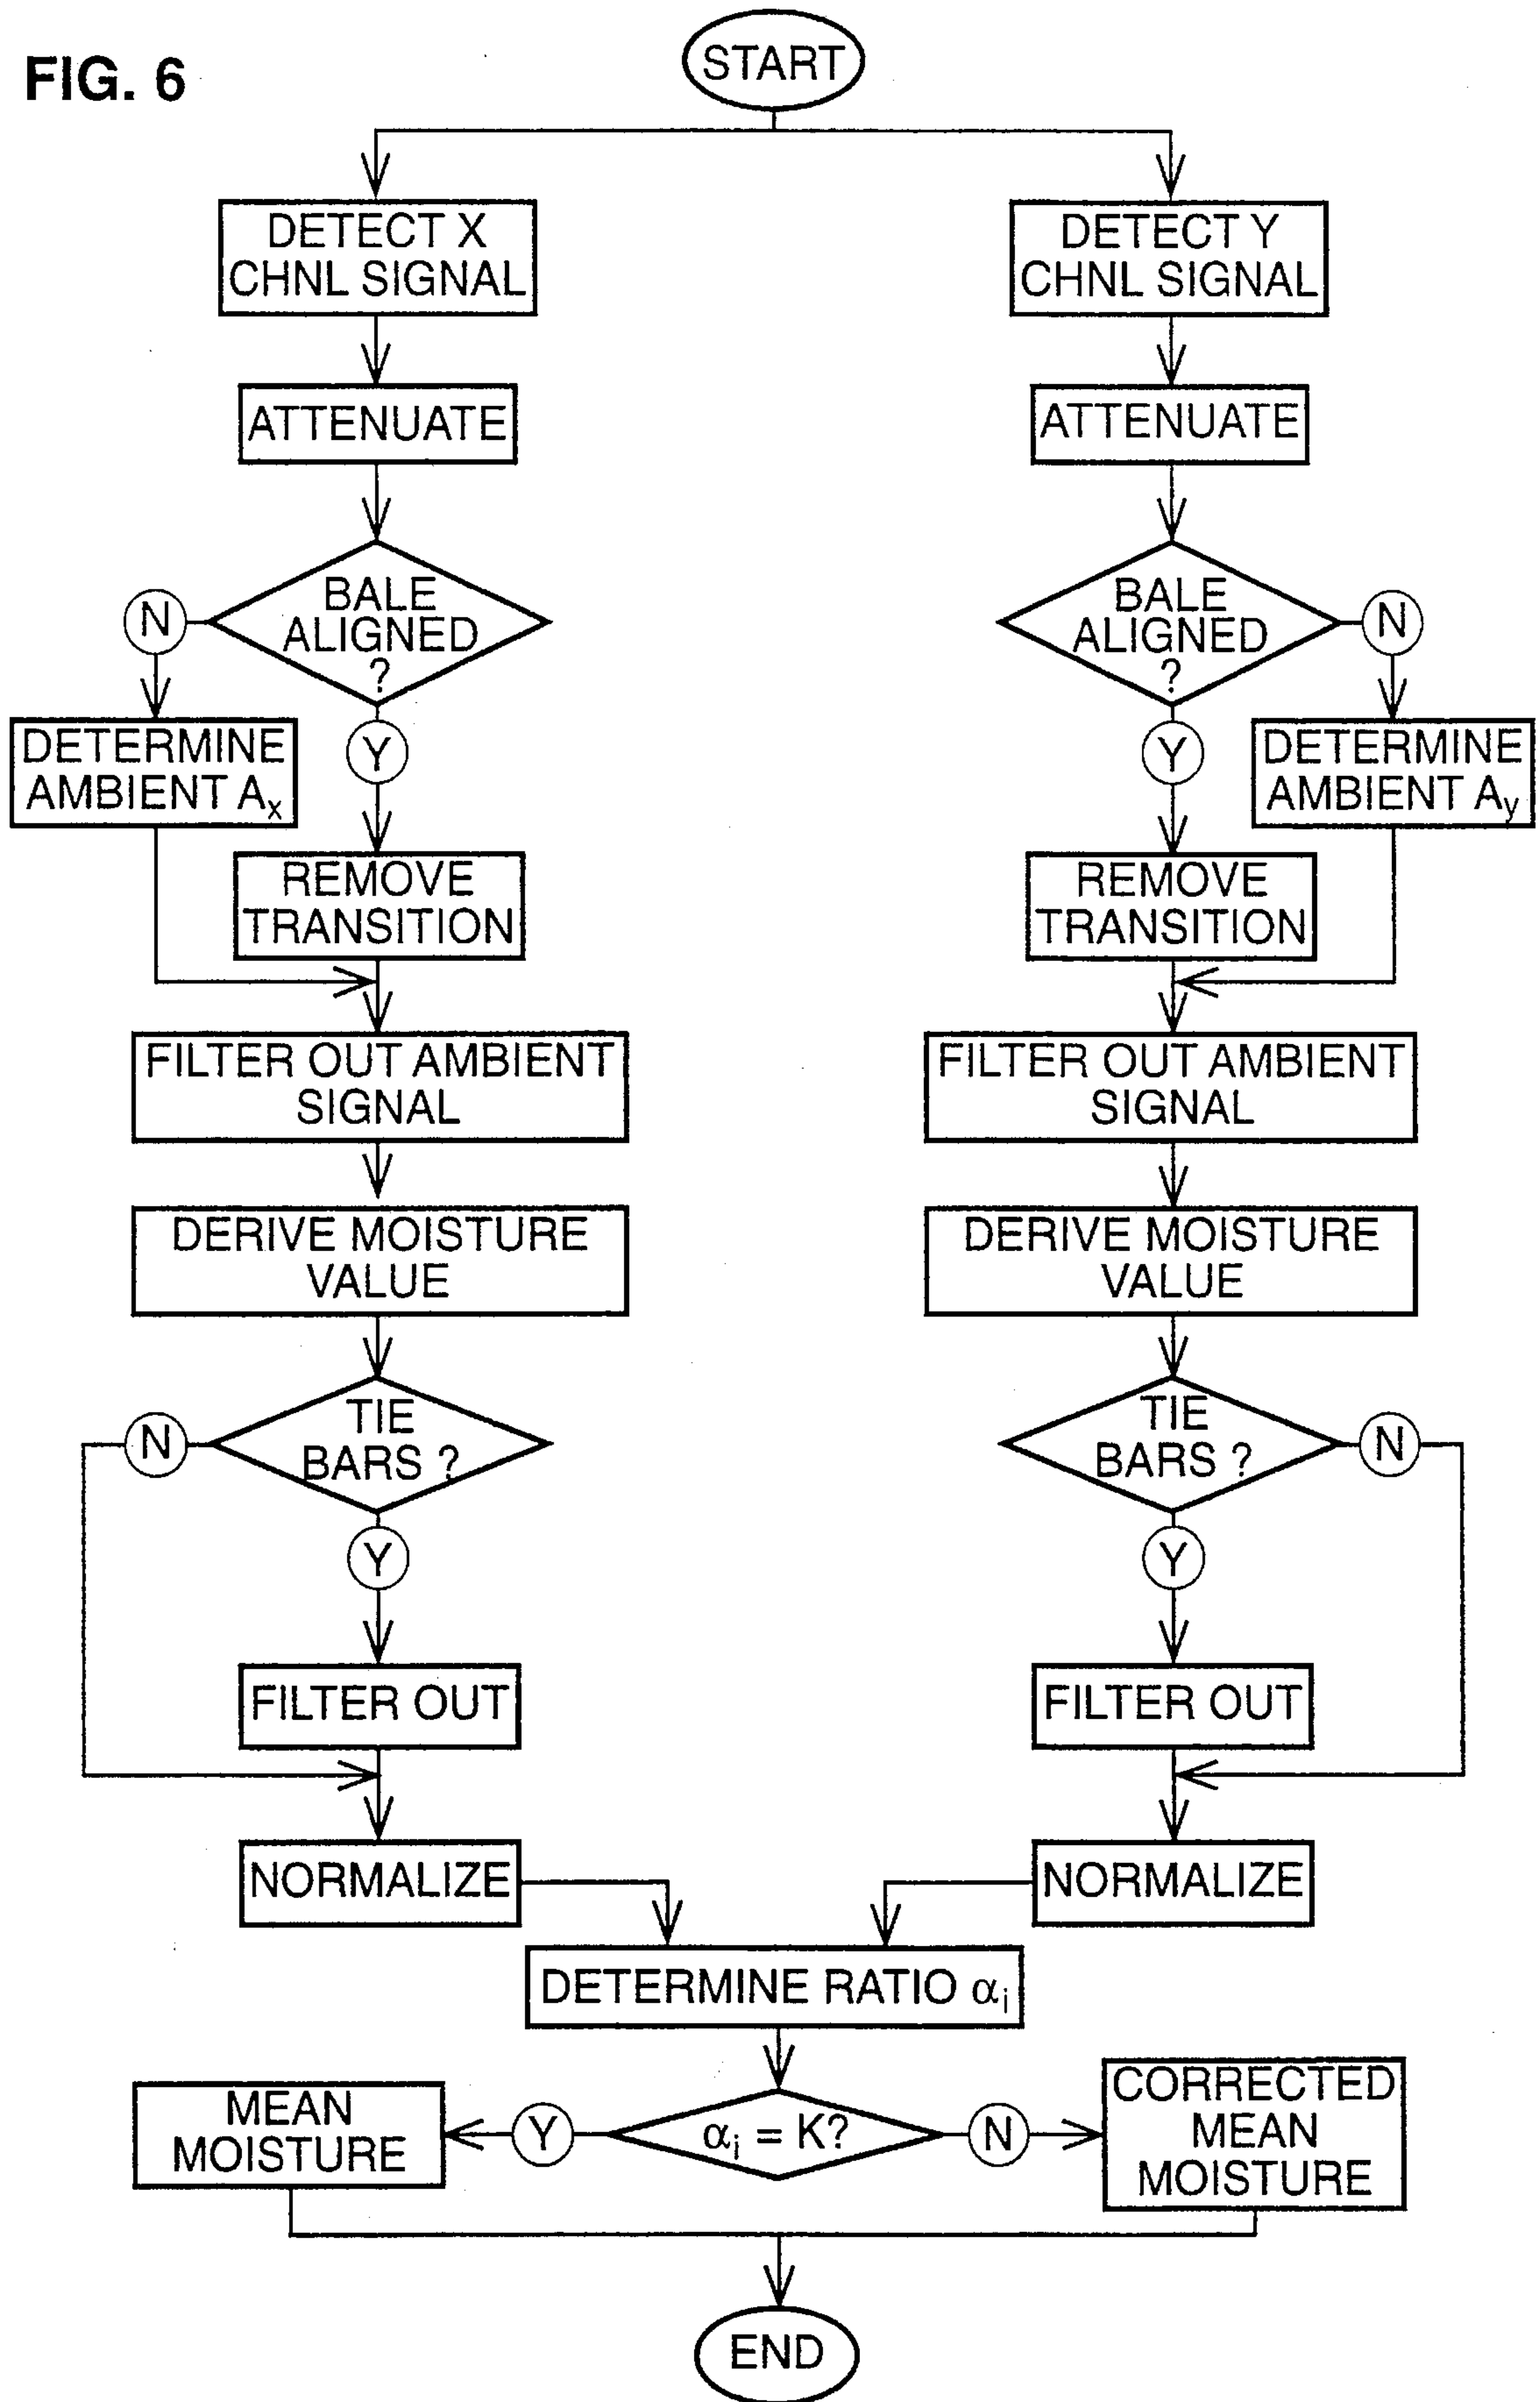 FIG. 6
START
DETECT X
CHNL SIGNAL
DETECT Y
CHNL SIGNAL
ATTENUATE
ATTENUATE
BALE
ALIGNED
?
N
BALE
ALIGNED
?
N
DETERMINE
AMBIENT Aₓ
Y
Y
DETERMINE
AMBIENT Ay
REMOVE
TRANSITION
REMOVE
TRANSITION
FILTER OUT AMBIENT
SIGNAL
FILTER OUT AMBIENT
SIGNAL
DERIVE MOISTURE
VALUE
DERIVE MOISTURE
VALUE
N
TIE
BARS ?
TIE
BARS ?
N
Y
Y
FILTER OUT
FILTER OUT
NORMALIZE
NORMALIZE
DETERMINE RATIO αᵢ
MEAN
MOISTURE
Y
αᵢ = K?
N
CORRECTED
MEAN
MOISTURE
END